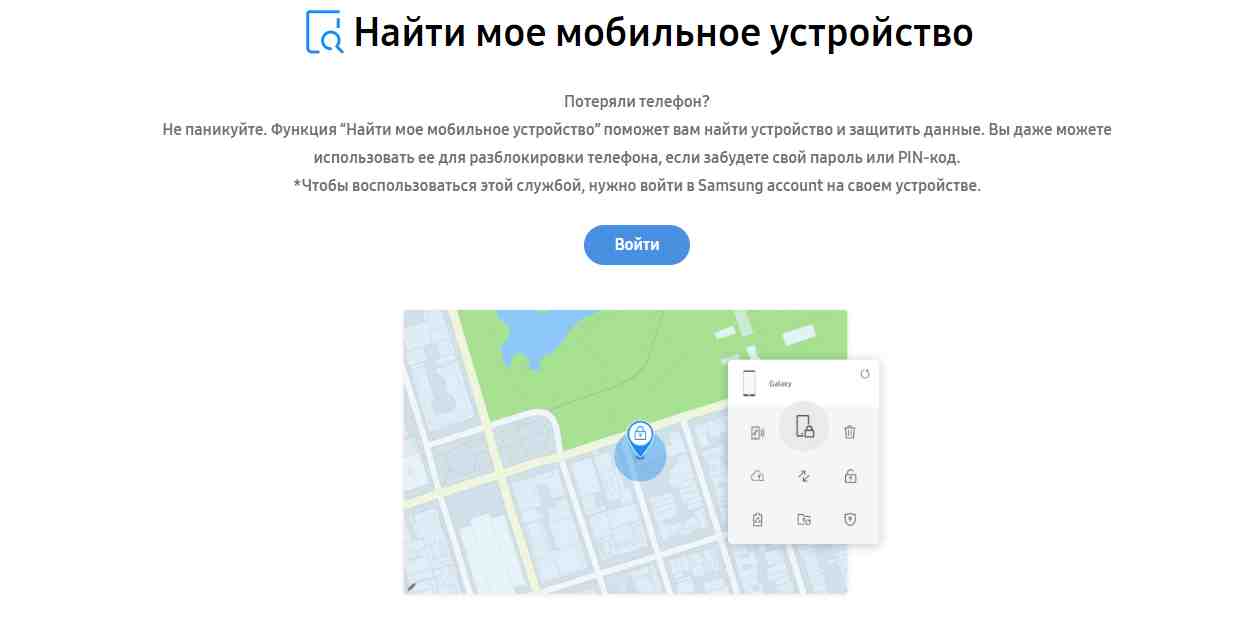 Найти мое мобильное устройство
Потеряли телефон?
Не паникуйте. Функция “Найти мое мобильное устройство” поможет вам найти устройство и защитить данные. Вы даже можете
использовать ее для разблокировки телефона, если забудете свой пароль или PIN-код.
*Чтобы воспользоваться этой службой, нужно войти в Samsung account на своем устройстве.
Войти
Galaxy